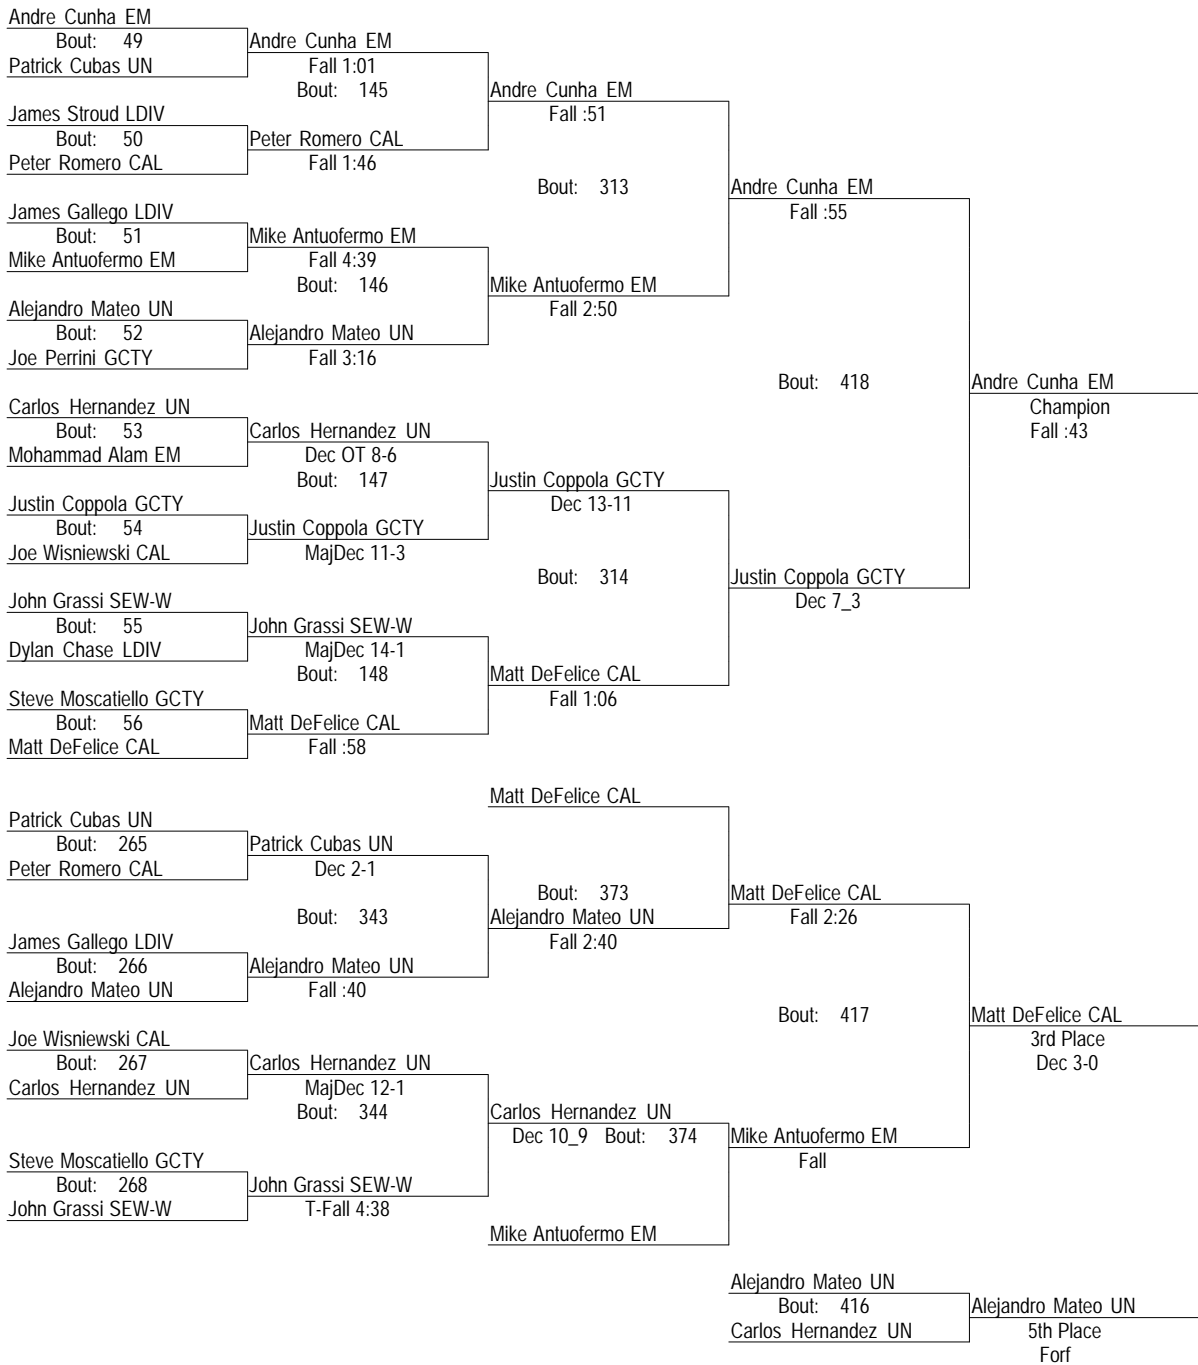 Andre Cunha EM
Bout: 49
Andre Cunha EM
Patrick Cubas UN
Fall 1:01
Bout: 145
Andre Cunha EM
James Stroud LDIV
Fall :51
Bout: 50
Peter Romero CAL
Peter Romero CAL
Fall 1:46
Bout: 313
Andre Cunha EM
James Gallego LDIV
Fall :55
Bout: 51
Mike Antuofermo EM
Mike Antuofermo EM
Fall 4:39
Bout: 146
Mike Antuofermo EM
Alejandro Mateo UN
Fall 2:50
Bout: 52
Alejandro Mateo UN
Joe Perrini GCTY
Fall 3:16
Bout: 418
Andre Cunha EM
Carlos Hernandez UN
Champion
Bout: 53
Carlos Hernandez UN
Fall :43
Mohammad Alam EM
Dec OT 8-6
Bout: 147
Justin Coppola GCTY
Justin Coppola GCTY
Dec 13-11
Bout: 54
Justin Coppola GCTY
Joe Wisniewski CAL
MajDec 11-3
Bout: 314
Justin Coppola GCTY
John Grassi SEW-W
Dec 7_3
Bout: 55
John Grassi SEW-W
Dylan Chase LDIV
MajDec 14-1
Bout: 148
Matt DeFelice CAL
Steve Moscatiello GCTY
Fall 1:06
Bout: 56
Matt DeFelice CAL
Matt DeFelice CAL
Fall :58
Matt DeFelice CAL
Patrick Cubas UN
Bout: 265
Patrick Cubas UN
Peter Romero CAL
Dec 2-1
Bout: 373
Matt DeFelice CAL
Bout: 343
Alejandro Mateo UN
Fall 2:26
James Gallego LDIV
Fall 2:40
Bout: 266
Alejandro Mateo UN
Alejandro Mateo UN
Fall :40
Bout: 417
Matt DeFelice CAL
Joe Wisniewski CAL
3rd Place
Bout: 267
Carlos Hernandez UN
Dec 3-0
Carlos Hernandez UN
MajDec 12-1
Bout: 344
Carlos Hernandez UN
Dec 10_9 Bout: 374
Mike Antuofermo EM
Steve Moscatiello GCTY
Fall
Bout: 268
John Grassi SEW-W
John Grassi SEW-W
T-Fall 4:38
Mike Antuofermo EM
Alejandro Mateo UN
Bout: 416
Alejandro Mateo UN
Carlos Hernandez UN
5th Place
Forf